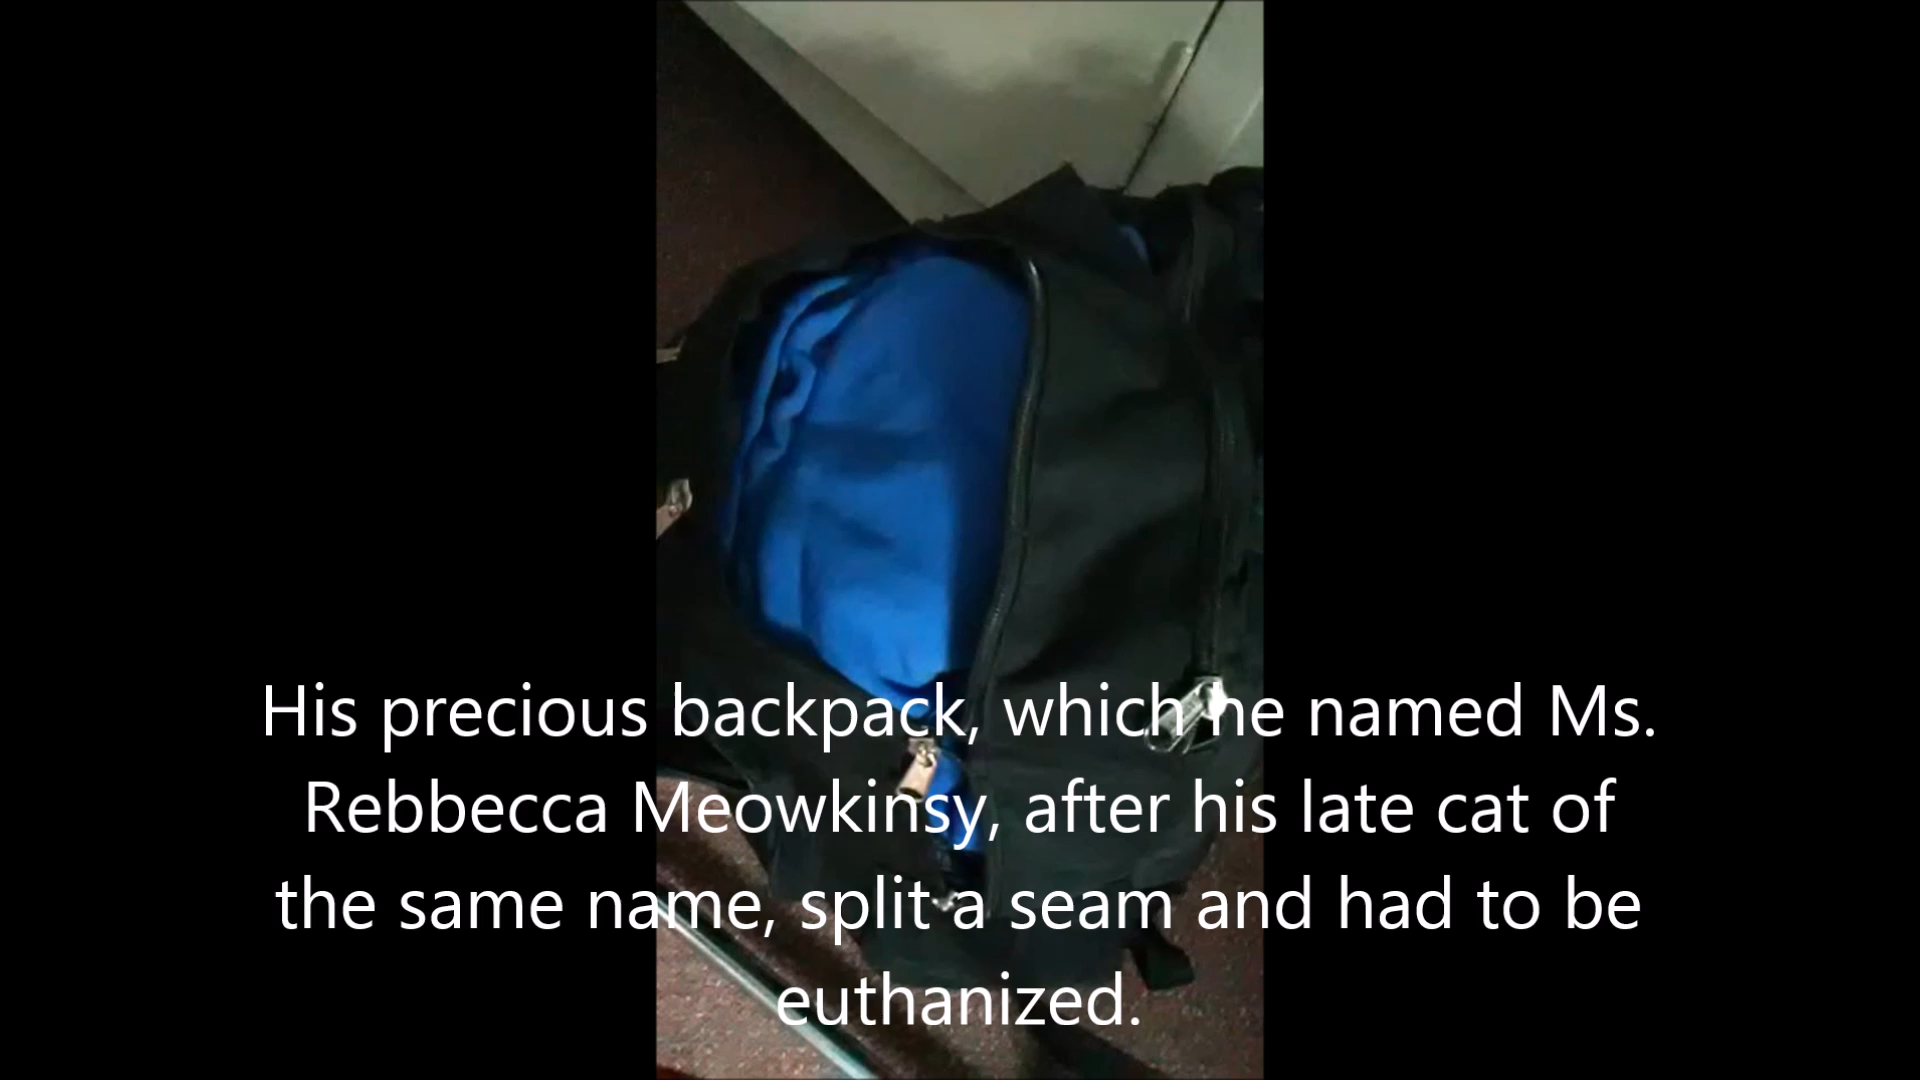 His precious backpack, which he named Ms.
Rebbecca Meowkinsy, after his late cat of
the same name, split a seam and had to be
euthanized.